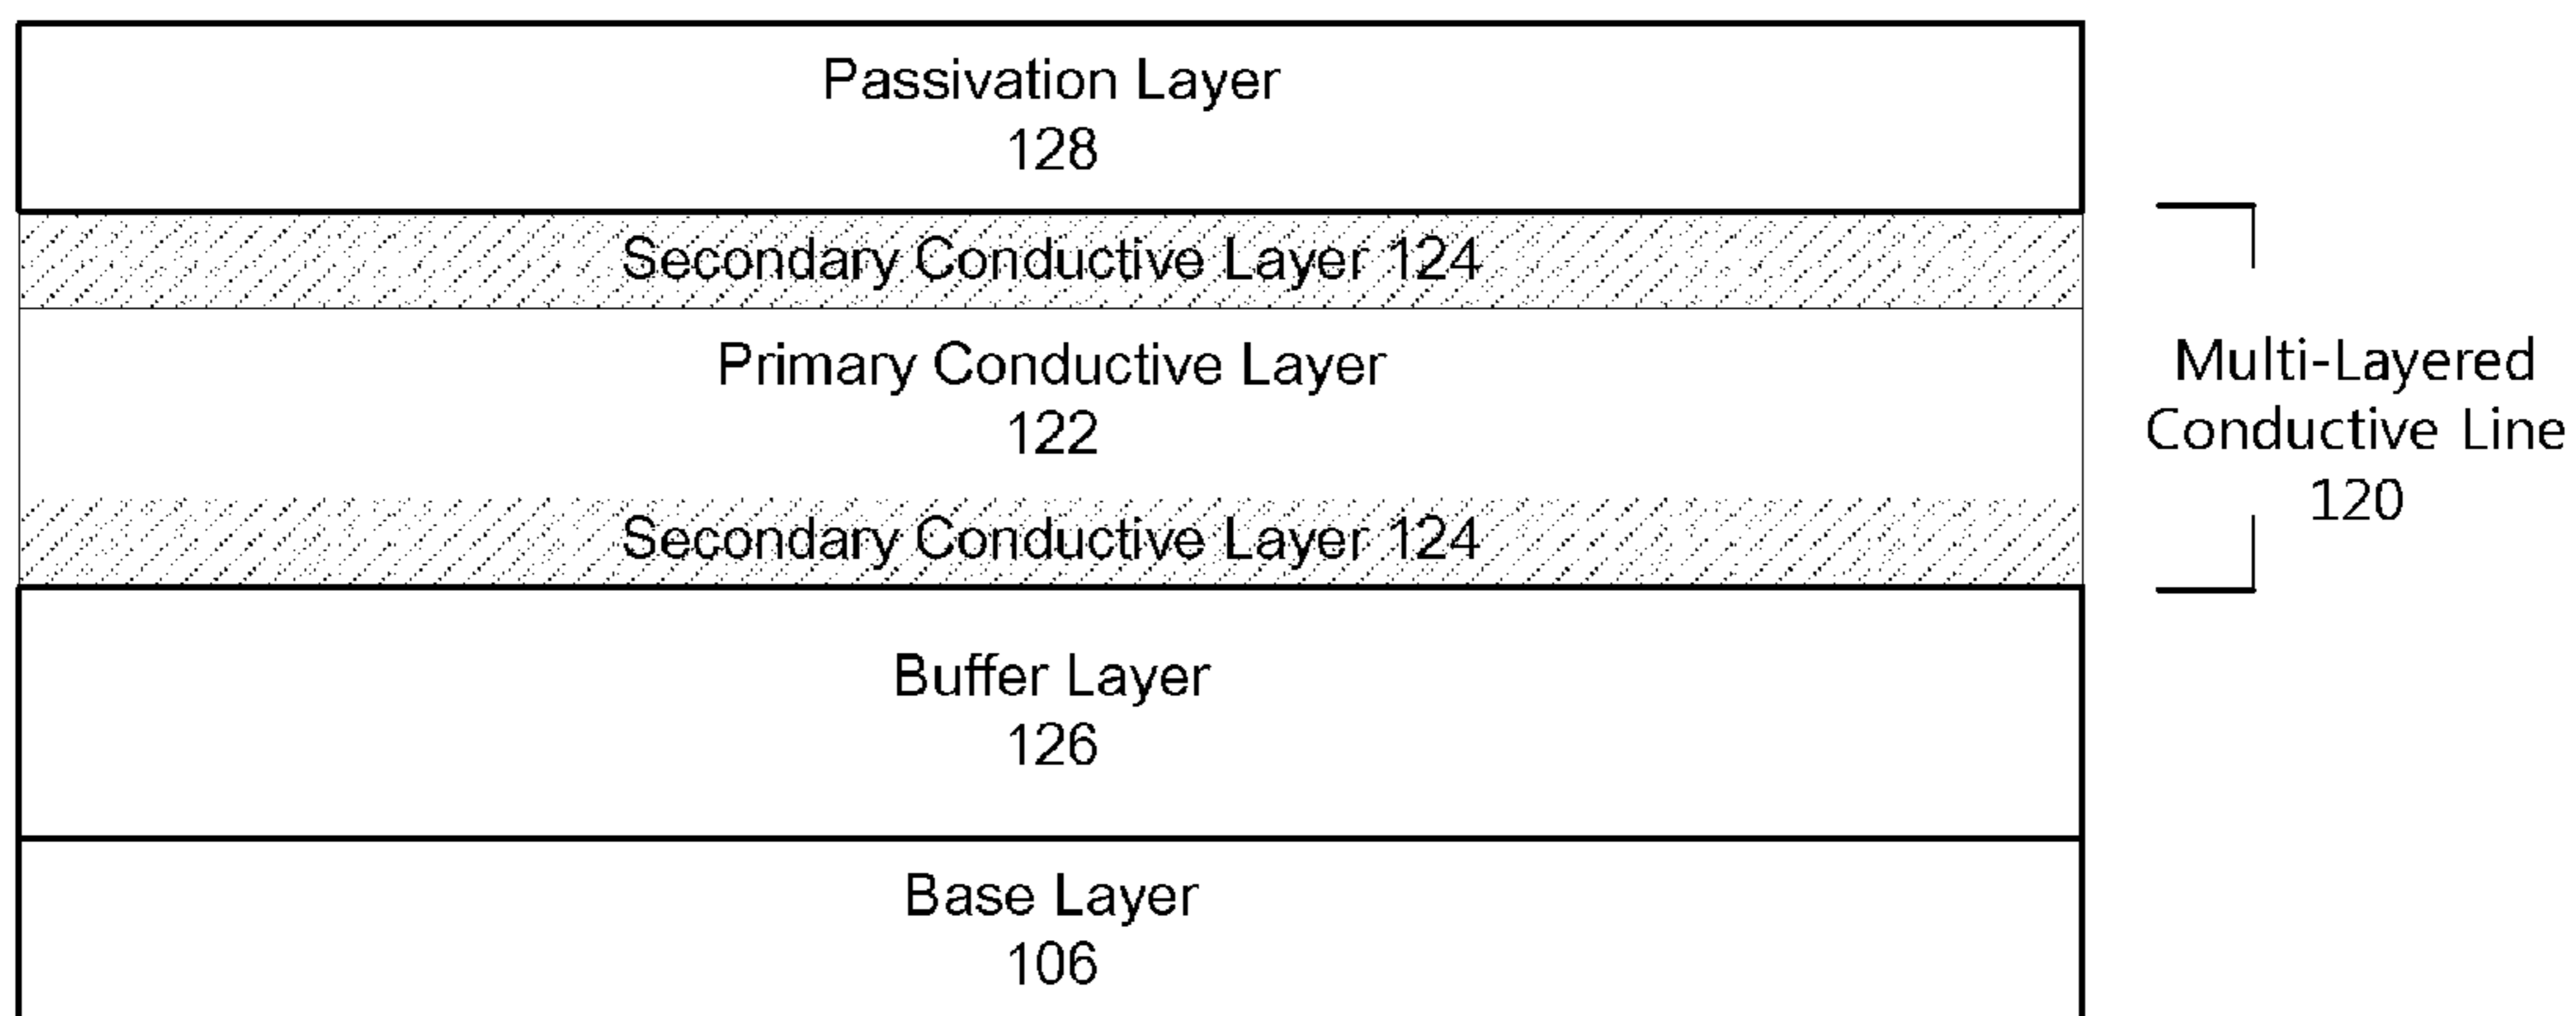 Passivation Layer
128
Secondary Conductive Layer 124
Primary Conductive Layer
122
Secondary Conductive Layer 124
Multi-Layered
Conductive Line
120
Buffer Layer
126
Base Layer
106